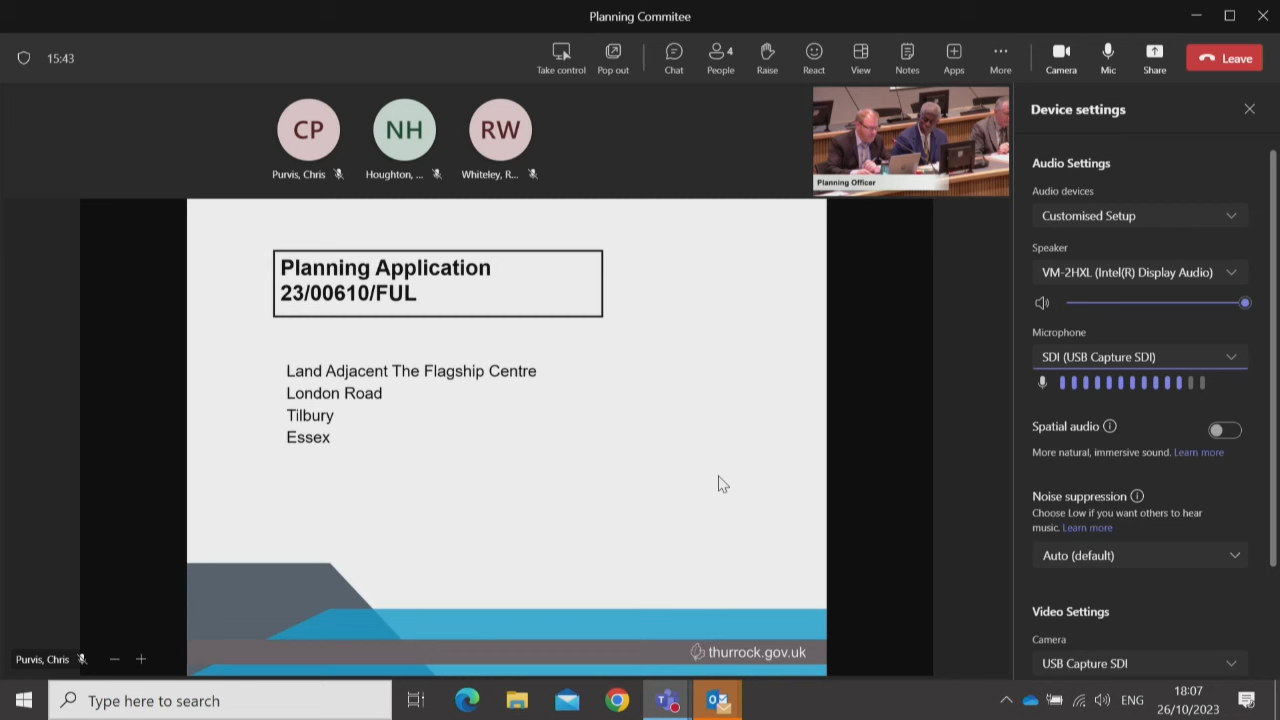 Planning Commitee
15:43
Take control
Pop out
Chat
4
People
Raise
React
View
Notes
Apps
More
Camera
Mic
Share
Leave
CP
NH
RW
Purvis, Chris
Houghton, ...
Whiteley, R...
Planning Officer
Planning Application
23/00610/FUL
Land Adjacent The Flagship Centre
London Road
Tilbury
Essex
thurrock.gov.uk
Purvis, Chris
Device settings
Audio Settings
Audio devices
Customised Setup
Speaker
VM-2HXL (Intel(R) Display Audio)
Microphone
SDI (USB Capture SDI)
Spatial audio
More natural, immersive sound. Learn more
Noise suppression
Choose Low if you want others to hear
music. Learn more
Auto (default)
Video Settings
Camera
USB Capture SDI
Type here to search
ENG
18:07
26/10/2023